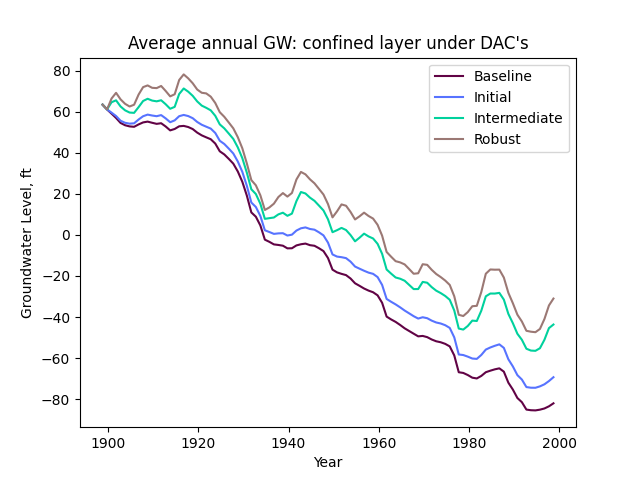 Average annual GW: confined layer under DAC's
Baseline
Initial
Intermediate
Robust
Groundwater Level, ft
80
60
40
20
0
−20
−40
−60
−80
1900 1920 1940 1960 1980 2000
Year